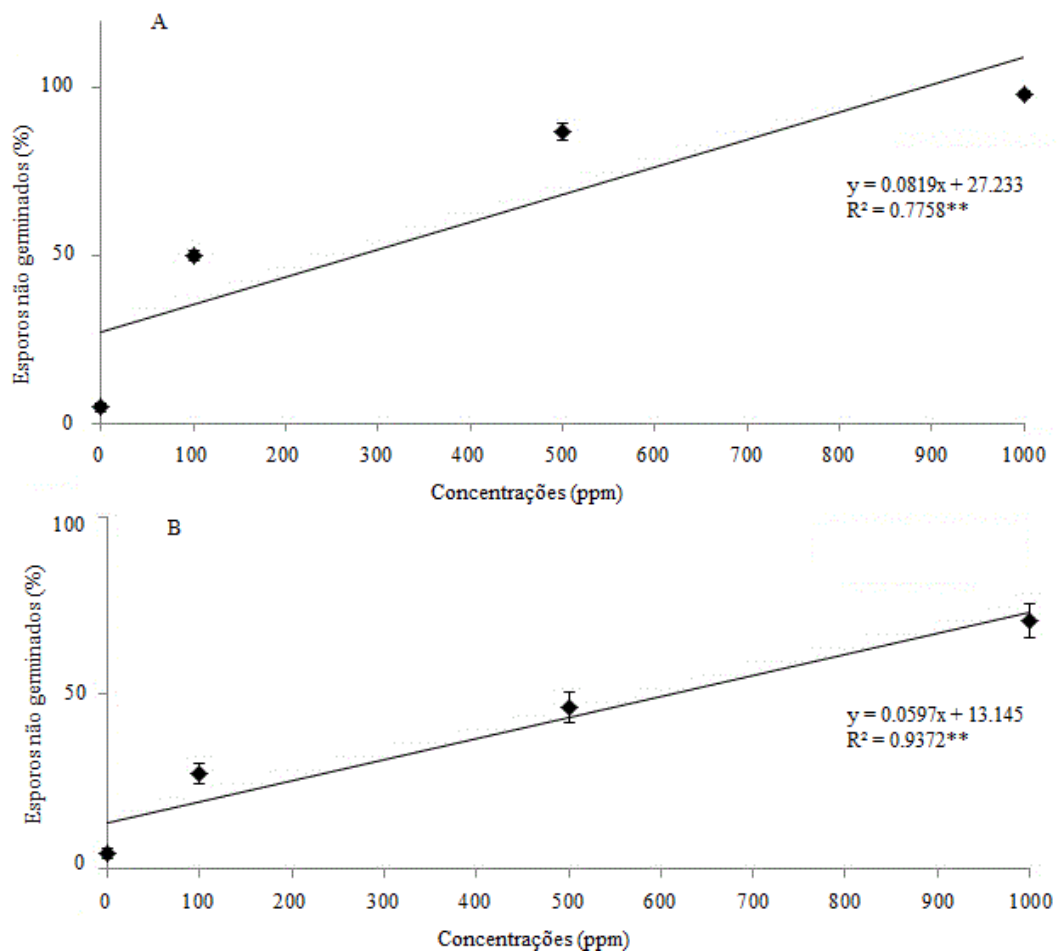 A
Esporos não germinados (%)
100
50
0
y = 0.0819x + 27.233
R² = 0.7758**
0 100 200 300 400 500 600 700 800 900 1000
Concentrações (ppm)
B
Esporos não germinados (%)
100
50
0
y = 0.0597x + 13.145
R² = 0.9372**
0 100 200 300 400 500 600 700 800 900 1000
Concentrações (ppm)